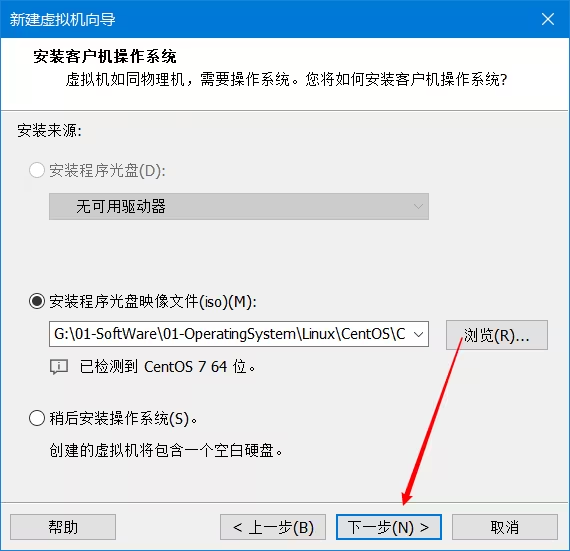 新建虚拟机向导
安装客户机操作系统
虚拟机如同物理机，需要操作系统。您将如何安装客户机操作系统?
安装来源:
安装程序光盘(D):
无可用驱动器
安装程序光盘映像文件(iso)(M):
G:\01-SoftWare\01-OperatingSystem\Linux\CentOS\C
浏览(R)...
已检测到 CentOS 7 64 位。
稍后安装操作系统(S)。
创建的虚拟机将包含一个空白硬盘。
帮助
< 上一步(B)
下一步(N) >
取消